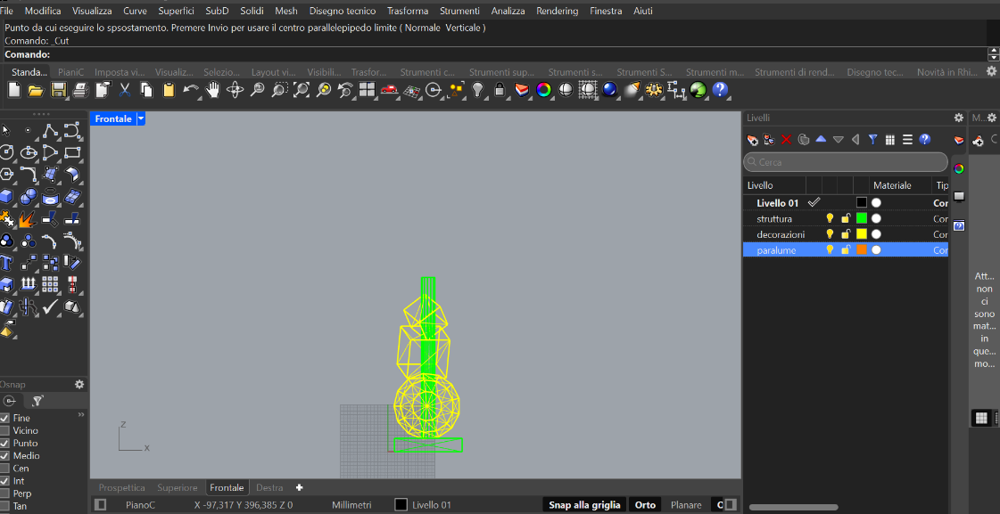 File Modifica Visualizza Curve Superfici SubD Solidi Mesh Disegno tecnico Trasforma Strumenti Analizza Rendering Finestra Aiuti
Punto da cui eseguire lo spsostamento. Premere Invio per usare il centro parallelepipedo limite ( Normale Verticale )
Comando: _Cut
Comando:
Standa... PianiC Imposta vi... Visualiz... Selezio... Layout vi... Visibili... Trasfor... Strumenti c... Strumenti sup... Strumenti s... Strumenti S... Strumenti m... Strumenti di rend... Disegno tec... Novità in Rhi...
Frontale
Livelli
M...
Cerca
Livello Materiale Tip
Livello 01 Cor
struttura Cor
decorazioni Cor
paralume Cor
Att...
non
ci
sono
mat...
in
que...
mo...
Osnap
Fine
Vicino
Punto
Medio
Cen
Int
Perp
Tan
Z
X
Prospettica Superiore Frontale Destra
PianoC X -97,317 Y 396,385 Z 0 Millimetri Livello 01 Snap alla griglia Orto Planare O